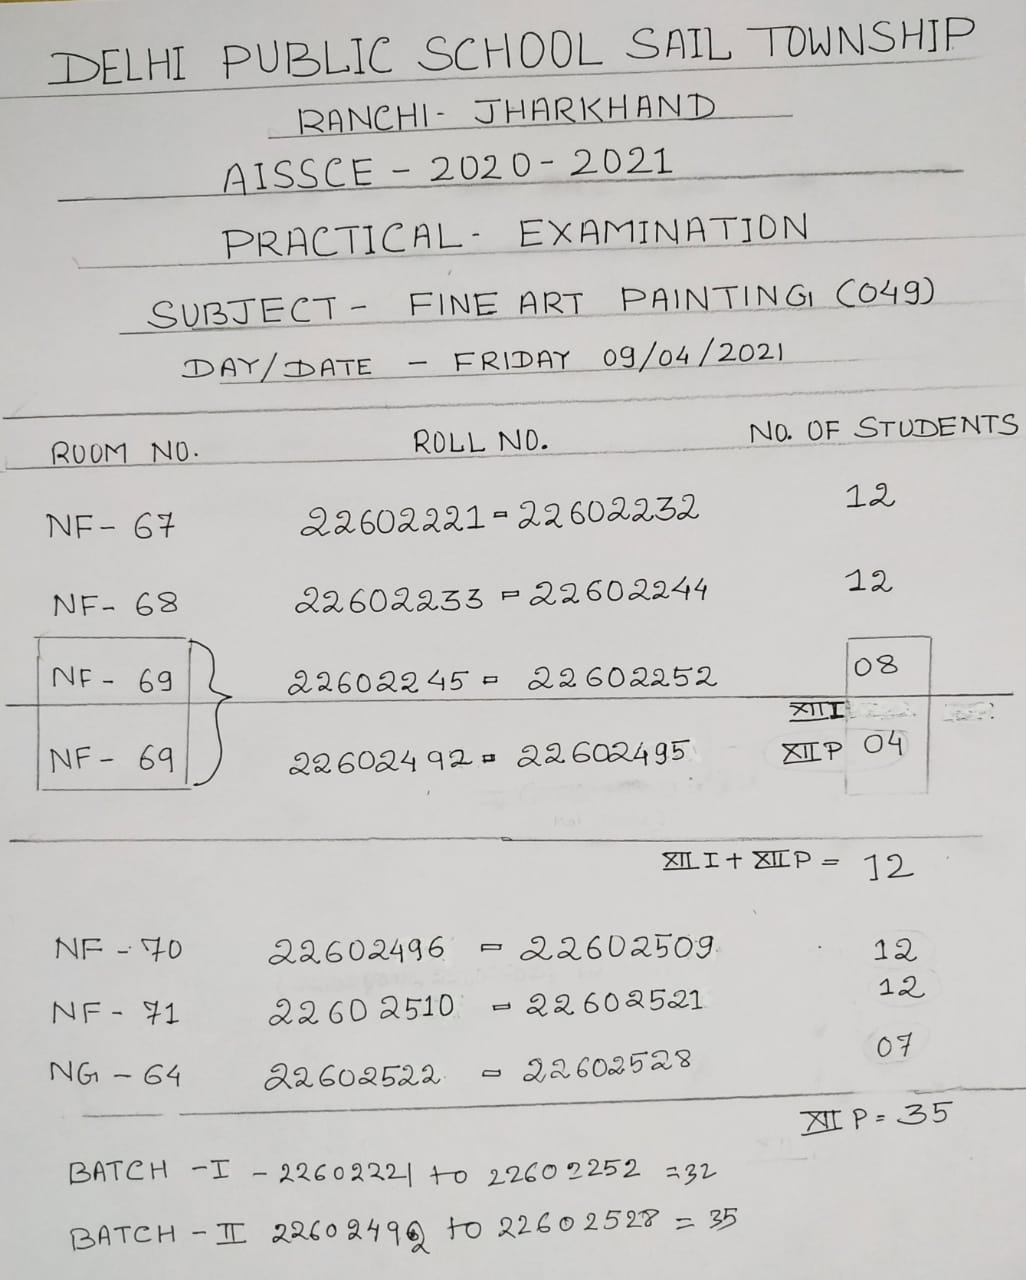 DELHI PUBLIC SCHOOL SAIL TOWNSHIP
RANCHI- JHARKHAND
AISSCE - 2020-2021
PRACTICAL- EXAMINATION
SUBJECT- FINE ART PAINTING (049)
DAY/DATE - FRIDAY 09/04/2021
ROOM NO. ROLL NO. NO. OF STUDENTS
NF- 67 22602221-22602232 12
NF- 68 22602233-22602244 12
NF- 69 22602245- 22602252 08
XII I
NF- 69 22602492- 22602495 XII P 04
XII I + XII P = 12
NF -70 22602496 - 22602509 12
NF- 71 22602510 - 22602521 12
NG - 64 22602522 - 22602528 07
XII P = 35
BATCH -I - 22602221 to 22602252 =32
BATCH - II 22602492 to 22602528 = 35